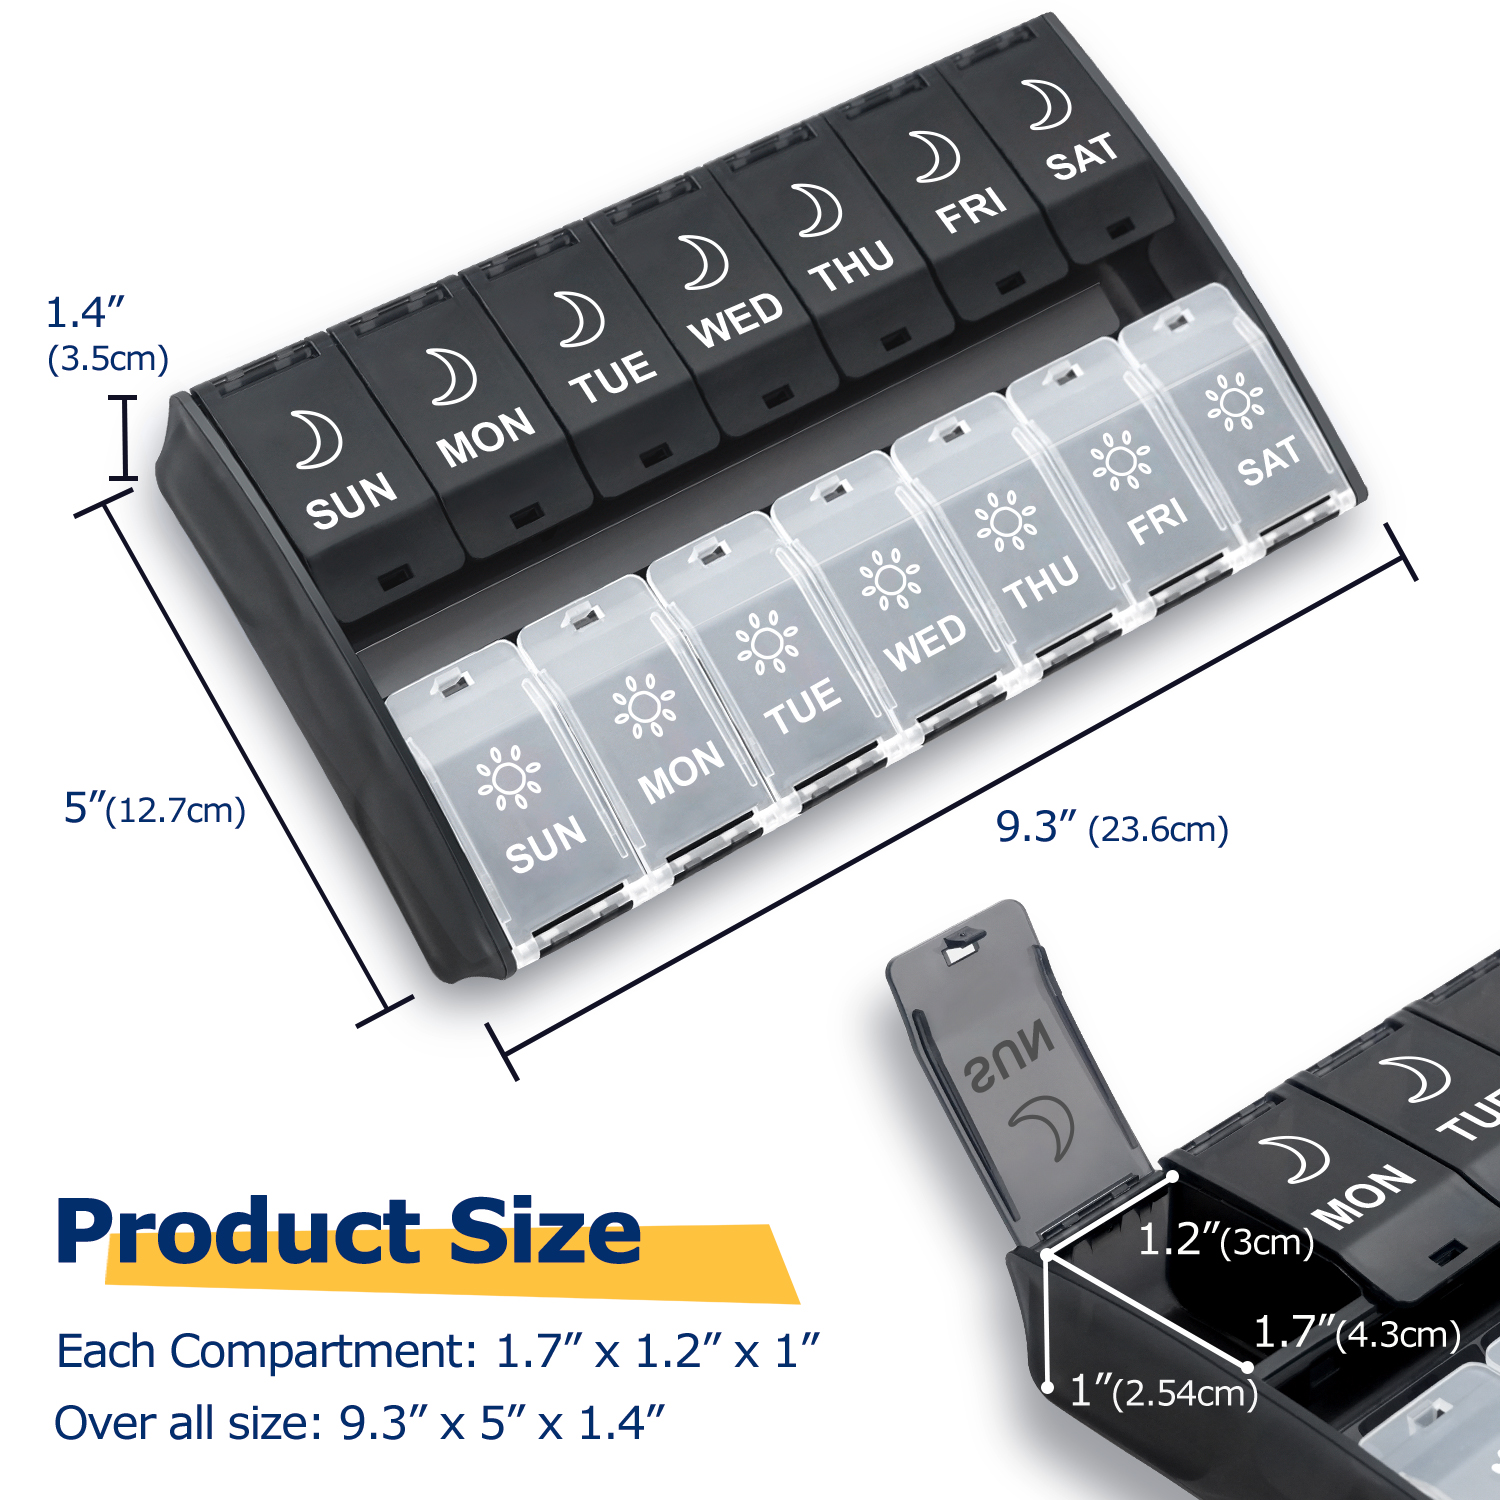 SUN
MON
TUE
WED
THU
FRI
SAT
SUN
MON
TUE
WED
THU
FRI
SAT
1.4”
(3.5cm)
5”(12.7cm)
9.3” (23.6cm)
SUN
MON
TUE
1.2”(3cm)
1.7”(4.3cm)
1”(2.54cm)
Product Size
Each Compartment: 1.7” x 1.2” x 1”
Over all size: 9.3” x 5” x 1.4”